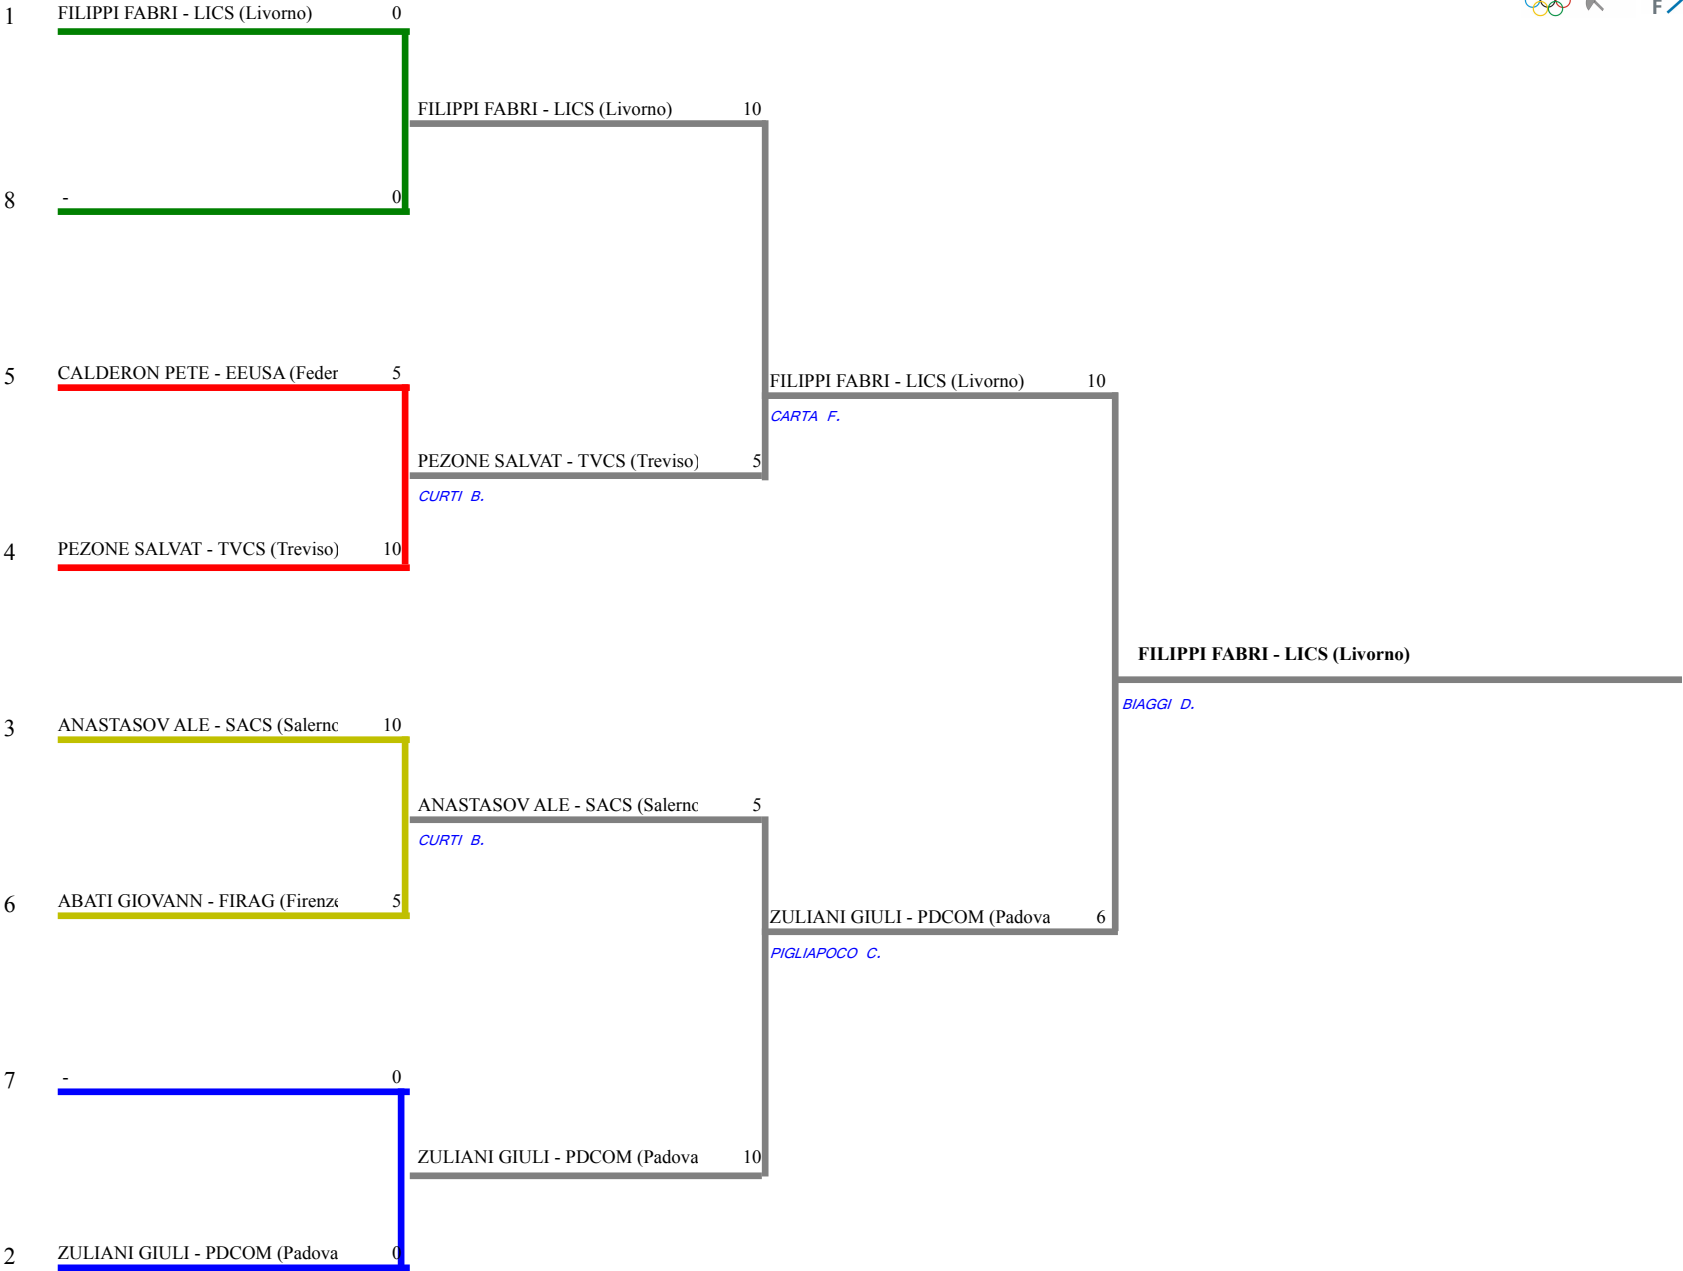 1 FILIPPI FABRI - LICS (Livorno) 0
F
FILIPPI FABRI - LICS (Livorno) 10
8 - 0
5 CALDERON PETE - EEUSA (Feder 5
FILIPPI FABRI - LICS (Livorno) 10
CARTA F.
PEZONE SALVAT - TVCS (Treviso) 5
CURTI B.
4 PEZONE SALVAT - TVCS (Treviso) 10
FILIPPI FABRI - LICS (Livorno)
BIAGGI D.
3 ANASTASOV ALE - SACS (Salerno 10
ANASTASOV ALE - SACS (Salerno 5
CURTI B.
6 ABATI GIOVANN - FIRAG (Firenze 5
ZULIANI GIULI - PDCOM (Padova 6
PIGLIAPOCO C.
7 - 0
ZULIANI GIULI - PDCOM (Padova 10
2 ZULIANI GIULI - PDCOM (Padova 0